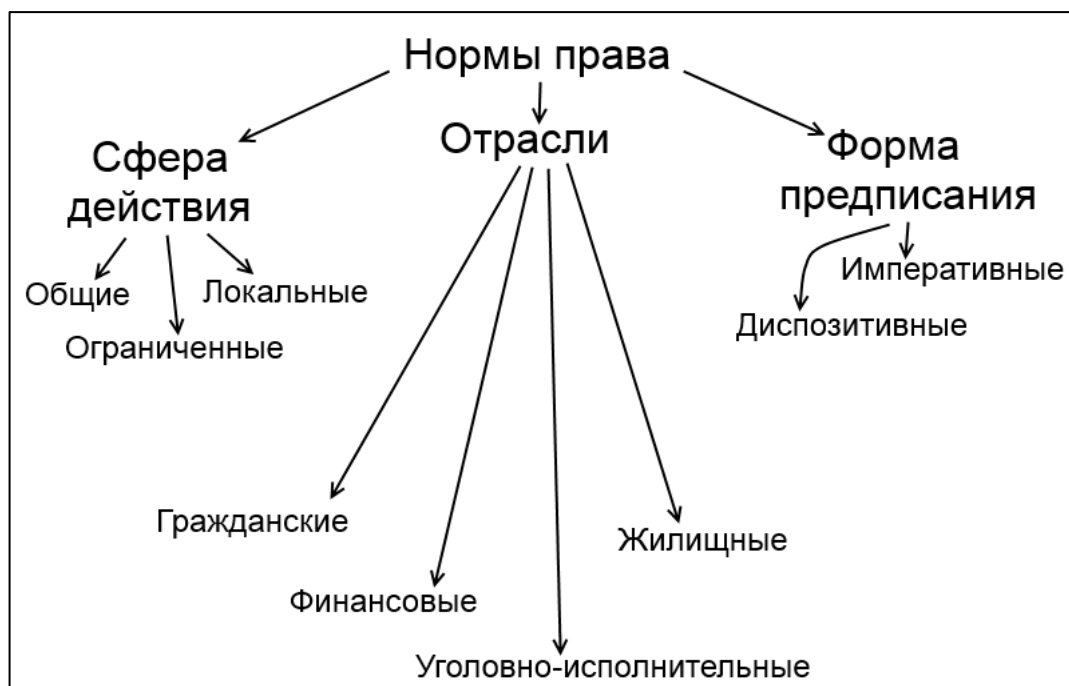 Нормы права
Сфера
действия
Отрасли
Форма
предписания
Общие
Локальные
Ограниченные
Императивные
Диспозитивные
Гражданские
Жилищные
Финансовые
Уголовно-исполнительные